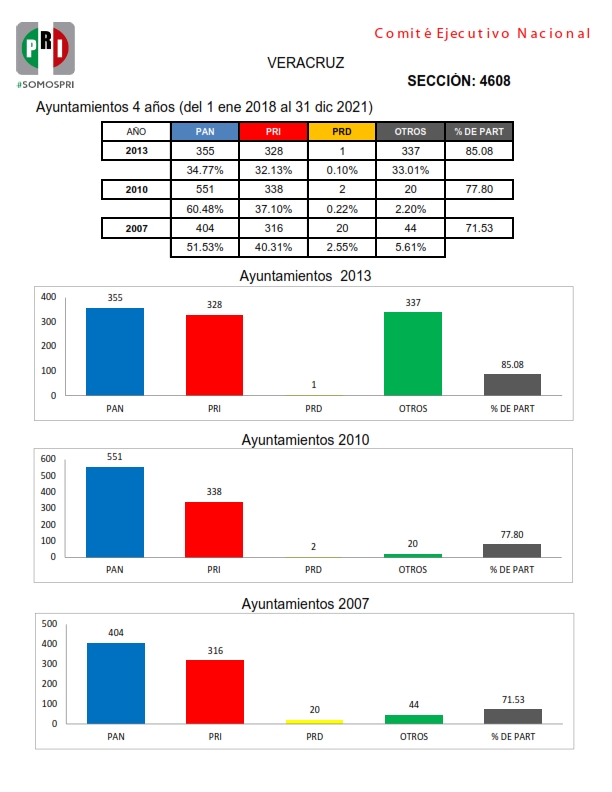 Comité Ejecutivo Nacional
PRI
#SOMOSPRI
VERACRUZ
SECCIÓN: 4608
Ayuntamientos 4 años (del 1 ene 2018 al 31 dic 2021)
AÑO PAN PRI PRD OTROS % DE PART
2013 355 328 1 337 85.08
34.77% 32.13% 0.10% 33.01%
2010 551 338 2 20 77.80
60.48% 37.10% 0.22% 2.20%
2007 404 316 20 44 71.53
51.53% 40.31% 2.55% 5.61%
Ayuntamientos 2013
400
300
200
100
0
355 328 1 337 85.08
PAN PRI PRD OTROS % DE PART
Ayuntamientos 2010
600
500
400
300
200
100
0
551 338 2 20 77.80
PAN PRI PRD OTROS % DE PART
Ayuntamientos 2007
500
400
300
200
100
0
404 316 20 44 71.53
PAN PRI PRD OTROS % DE PART